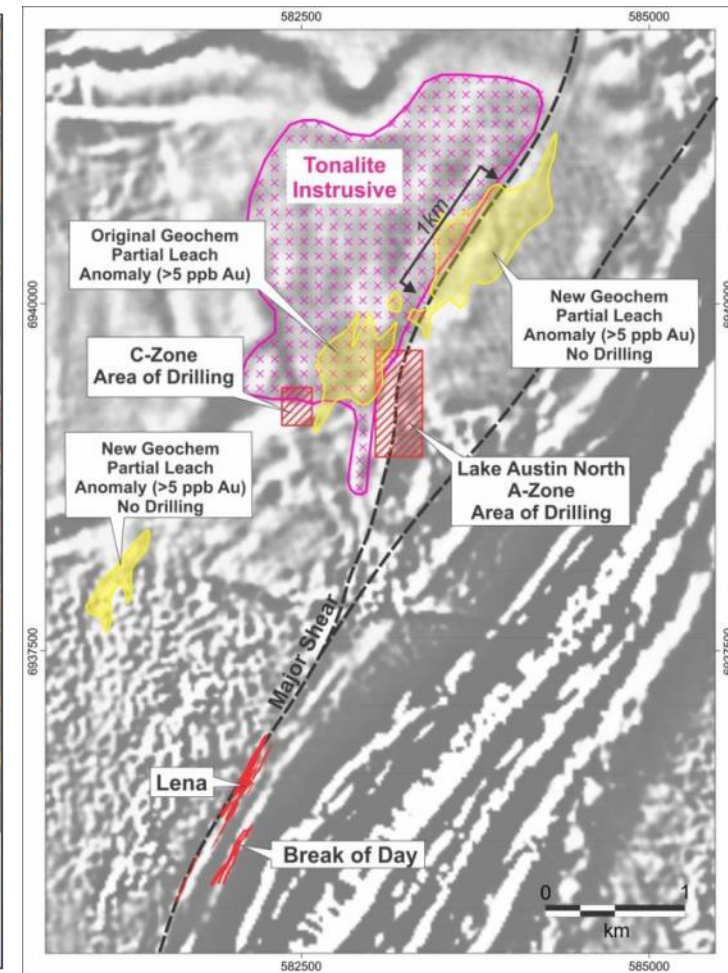 582500
585000
Tonalite
Instrusive
1km
Original Geochem
Partial Leach
Anomaly (>5 ppb Au)
6940000
6940000
New Geochem
Partial Leach
Anomaly (>5 ppb Au)
No Drilling
C-Zone
Area of Drilling
New Geochem
Partial Leach
Anomaly (>5 ppb Au)
No Drilling
Lake Austin North
A-Zone
Area of Drilling
Major Shear
6937500
6937500
Lena
Break of Day
0 1
km
582500
585000